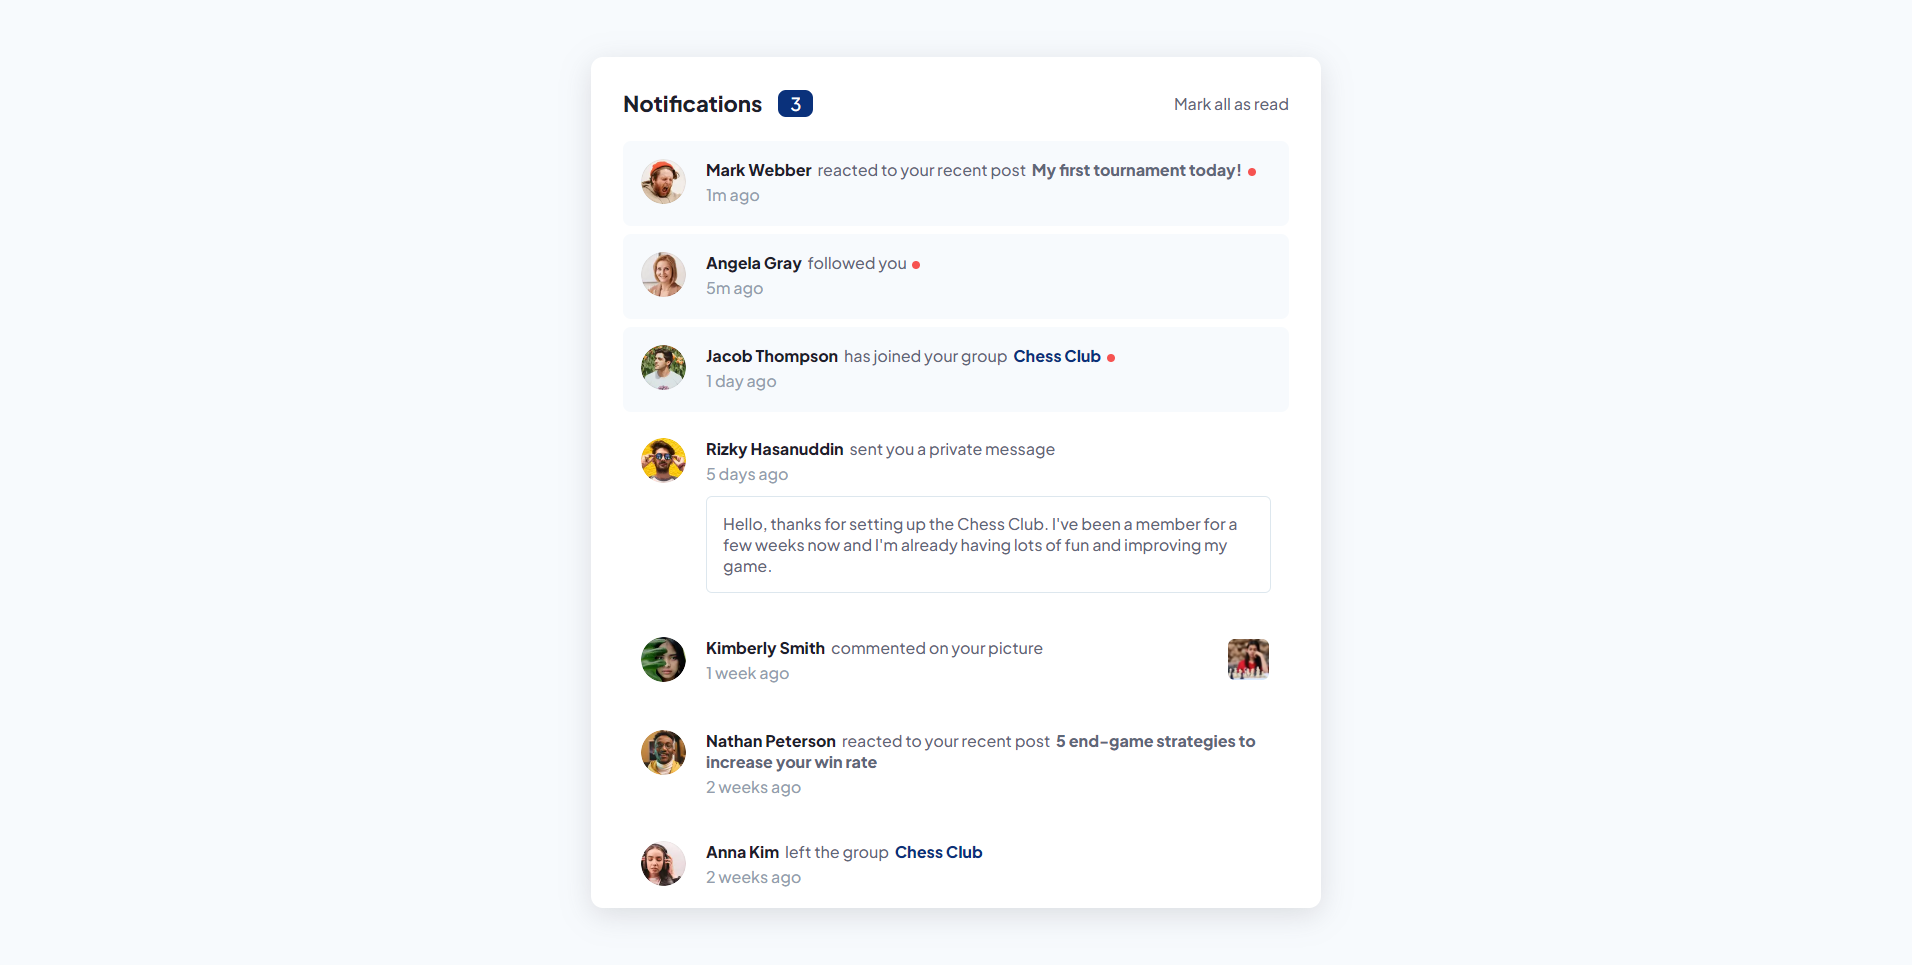 Notifications 3 Mark all as read
Mark Webber reacted to your recent post My first tournament today!
1m ago
Angela Gray followed you
5m ago
Jacob Thompson has joined your group Chess Club
1 day ago
Rizky Hasanuddin sent you a private message
5 days ago
Hello, thanks for setting up the Chess Club. I've been a member for a
few weeks now and I'm already having lots of fun and improving my
game.
Kimberly Smith commented on your picture
1 week ago
Nathan Peterson reacted to your recent post 5 end-game strategies to
increase your win rate
2 weeks ago
Anna Kim left the group Chess Club
2 weeks ago